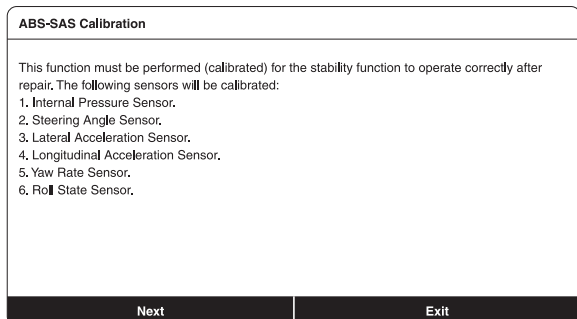 ABS-SAS Calibration
This function must be performed (calibrated) for the stability function to operate correctly after
repair. The following sensors will be calibrated:
1. Internal Pressure Sensor.
2. Steering Angle Sensor.
3. Lateral Acceleration Sensor.
4. Longitudinal Acceleration Sensor.
5. Yaw Rate Sensor.
6. Roll State Sensor.
Next
Exit